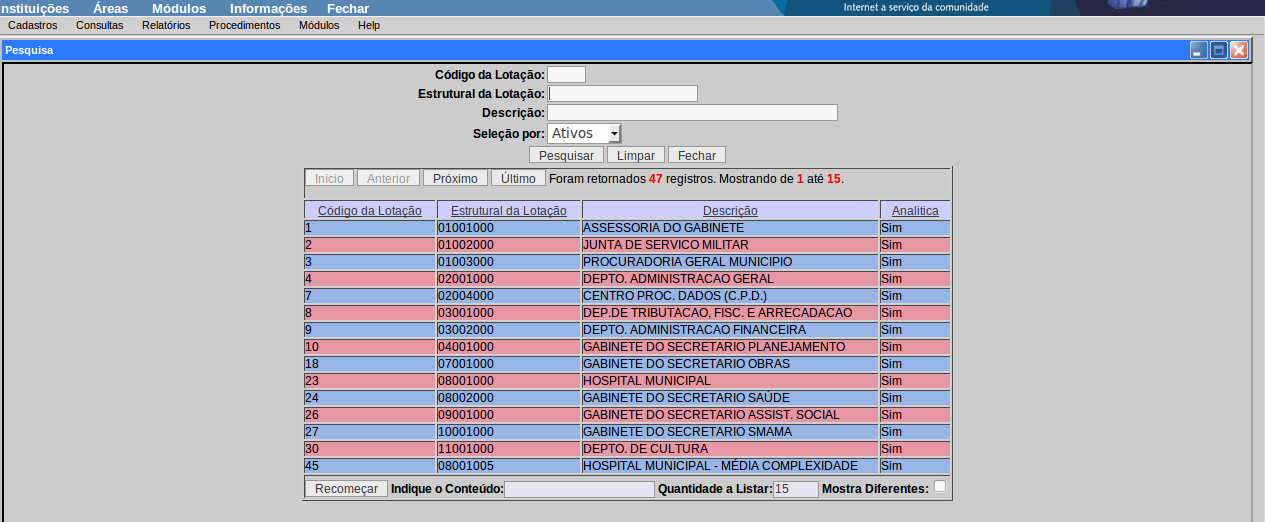 nstituições Áreas Módulos Informações Fechar
Internet a serviço da comunidade
Cadastros Consultas Relatórios Procedimentos Módulos Help
Pesquisa
Código da Lotação:
Estrutural da Lotação:
Descrição:
Seleção por: Ativos
Pesquisar Limpar Fechar
Início Anterior Próximo Último Foram retornados 47 registros. Mostrando de 1 até 15.
Código da Lotação Estrutural da Lotação Descrição Analitica
1 01001000 ASSESSORIA DO GABINETE Sim
2 01002000 JUNTA DE SERVICO MILITAR Sim
3 01003000 PROCURADORIA GERAL MUNICIPIO Sim
4 02001000 DEPTO. ADMINISTRACAO GERAL Sim
7 02004000 CENTRO PROC. DADOS (C.P.D.) Sim
8 03001000 DEP.DE TRIBUTACAO, FISC. E ARRECADACAO Sim
9 03002000 DEPTO. ADMINISTRACAO FINANCEIRA Sim
10 04001000 GABINETE DO SECRETARIO PLANEJAMENTO Sim
18 07001000 GABINETE DO SECRETARIO OBRAS Sim
23 08001000 HOSPITAL MUNICIPAL Sim
24 08002000 GABINETE DO SECRETARIO SAÚDE Sim
26 09001000 GABINETE DO SECRETARIO ASSIST. SOCIAL Sim
27 10001000 GABINETE DO SECRETARIO SMAMA Sim
30 11001000 DEPTO. DE CULTURA Sim
45 08001005 HOSPITAL MUNICIPAL - MÉDIA COMPLEXIDADE Sim
Recomeçar Indique o Conteúdo: Quantidade a Listar: 15 Mostra Diferentes: